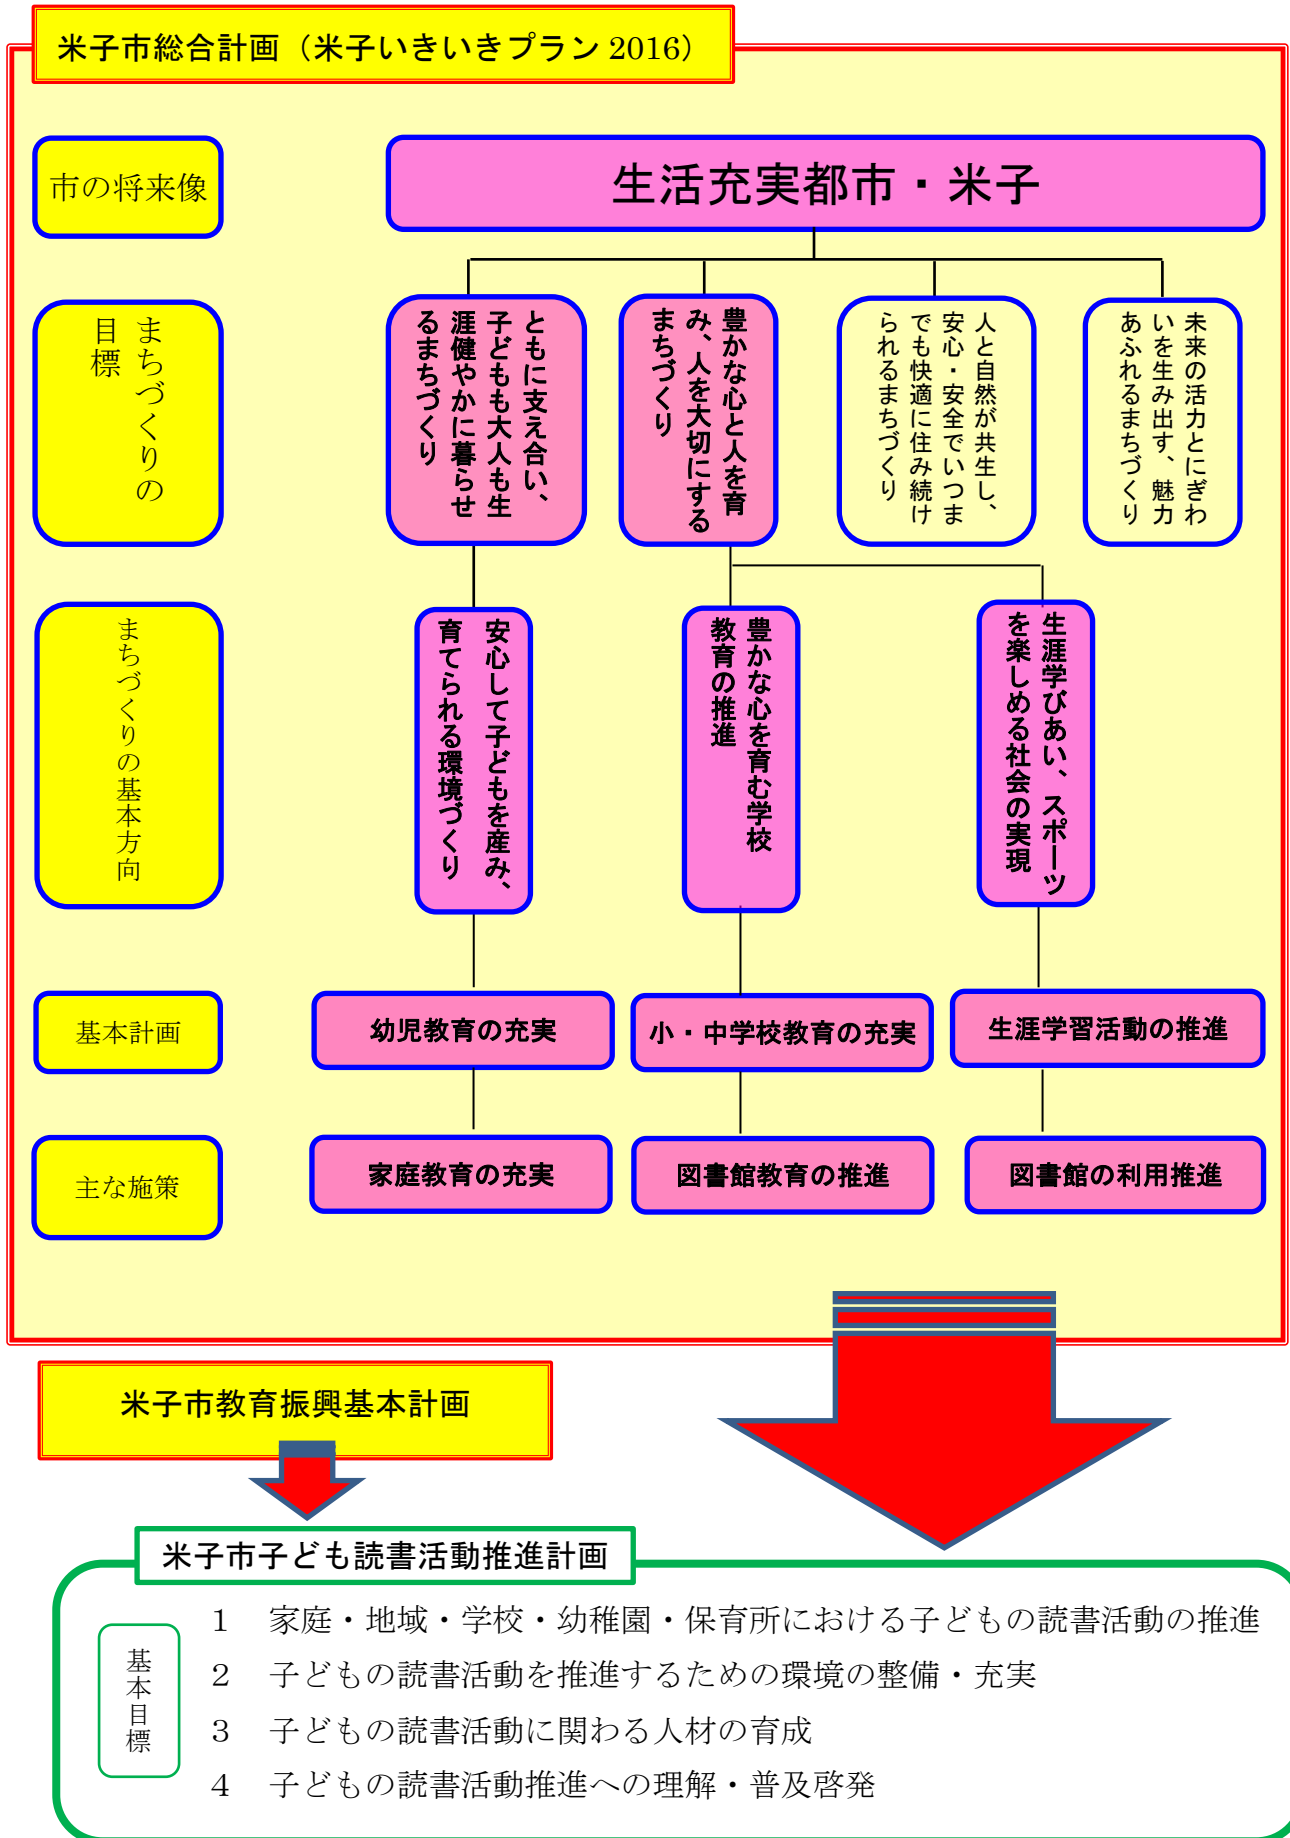 米子市総合計画（米子いきいきプラン 2016）
市の将来像
生活充実都市・米子
まちづくりの
目標
ともに支え合い、
子どもも大人も生
涯健やかに暮らせ
るまちづくり
豊かな心と人を育
み、人を大切にする
まちづくり
人と自然が共生し、
安心・安全でいつま
でも快適に住み続け
られるまちづくり
未来の活力とにぎわ
いを生み出す、魅力
あふれるまちづくり
まちづくりの基本方向
安心して子どもを産み、
育てられる環境づくり
豊かな心を育む学校
教育の推進
生涯学びあい、スポーツ
を楽しめる社会の実現
基本計画
幼児教育の充実
小・中学校教育の充実
生涯学習活動の推進
主な施策
家庭教育の充実
図書館教育の推進
図書館の利用推進
米子市教育振興基本計画
米子市子ども読書活動推進計画
基本目標
１　家庭・地域・学校・幼稚園・保育所における子どもの読書活動の推進
２　子どもの読書活動を推進するための環境の整備・充実
３　子どもの読書活動に関わる人材の育成
４　子どもの読書活動推進への理解・普及啓発